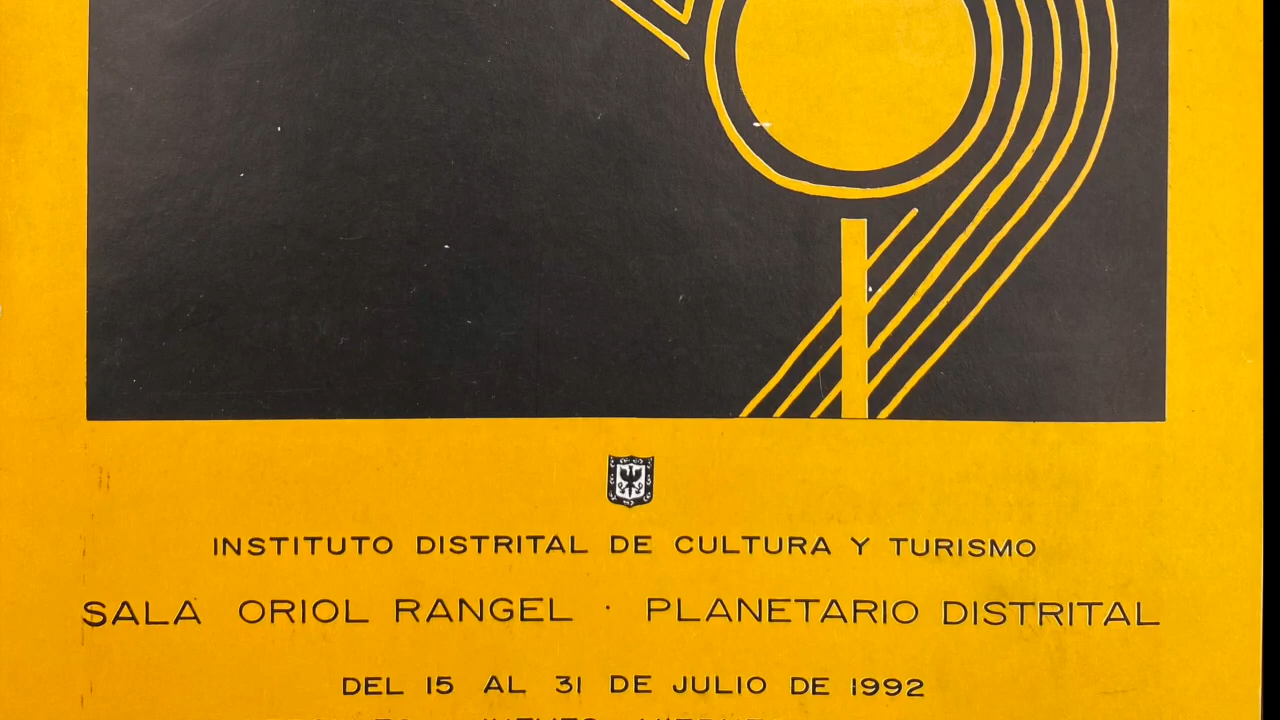 INSTITUTO DISTRITAL DE CULTURA Y TURISMO
SALA ORIOL RANGEL · PLANETARIO DISTRITAL
DEL 15 AL 31 DE JULIO DE 1992